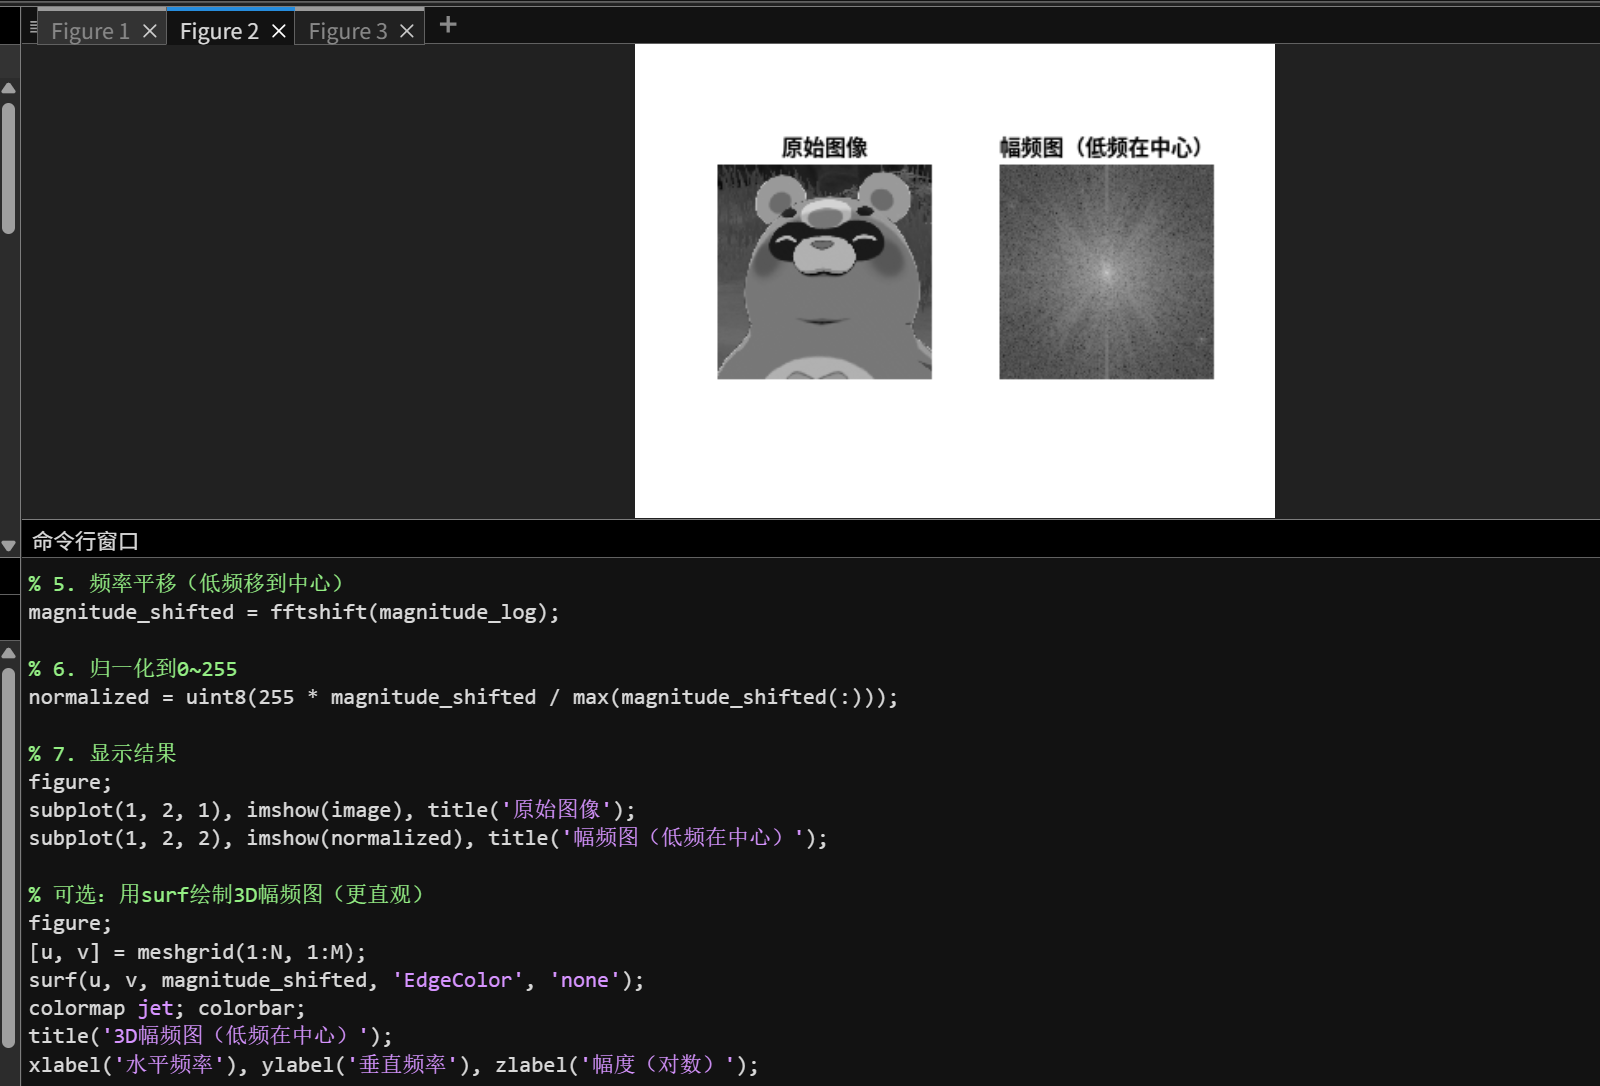 Figure 1
Figure 2
Figure 3
原始图像
幅频图（低频在中心）
命令行窗口
% 5. 频率平移（低频移到中心）
magnitude_shifted = fftshift(magnitude_log);
% 6. 归一化到0~255
normalized = uint8(255 * magnitude_shifted / max(magnitude_shifted(:)));
% 7. 显示结果
figure;
subplot(1, 2, 1), imshow(image), title('原始图像');
subplot(1, 2, 2), imshow(normalized), title('幅频图（低频在中心）');
% 可选：用surf绘制3D幅频图（更直观）
figure;
[u, v] = meshgrid(1:N, 1:M);
surf(u, v, magnitude_shifted, 'EdgeColor', 'none');
colormap jet; colorbar;
title('3D幅频图（低频在中心）');
xlabel('水平频率'), ylabel('垂直频率'), zlabel('幅度（对数）');